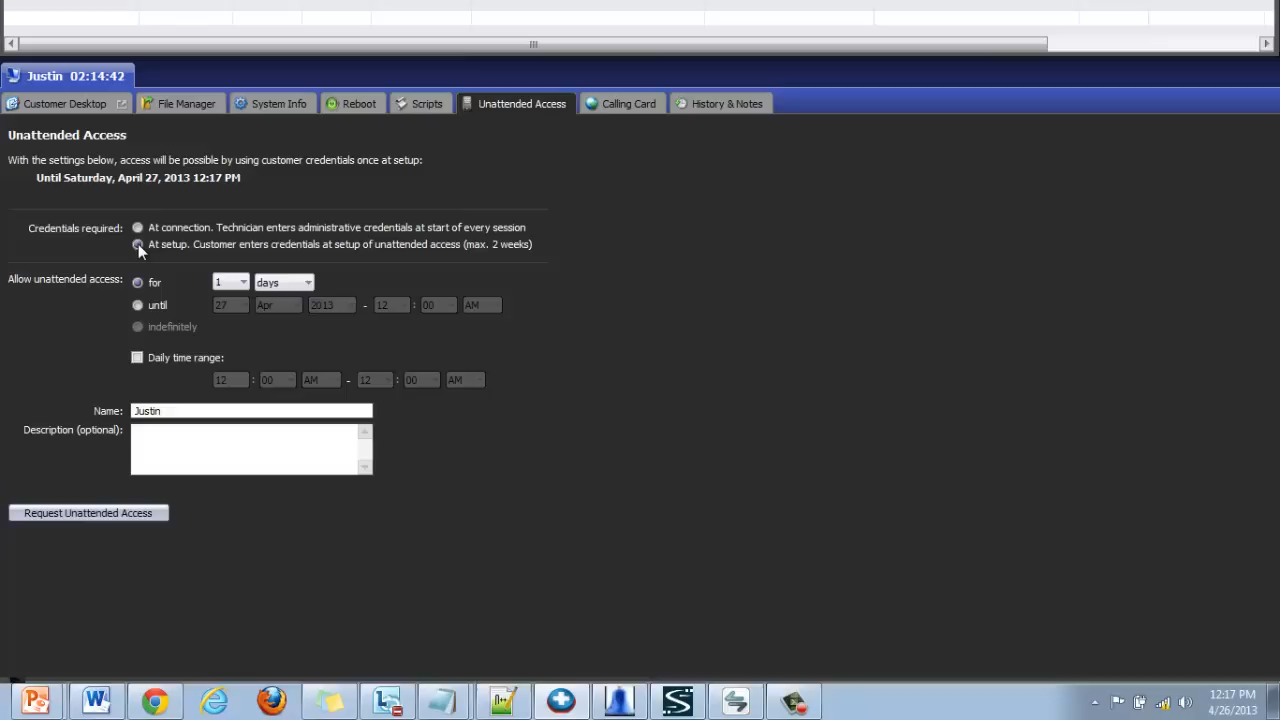 Justin 02:14:42
Customer Desktop File Manager System Info Reboot Scripts Unattended Access Calling Card History & Notes
Unattended Access
With the settings below, access will be possible by using customer credentials once at setup:
Until Saturday, April 27, 2013 12:17 PM
Credentials required: At connection. Technician enters administrative credentials at start of every session
At setup. Customer enters credentials at setup of unattended access (max. 2 weeks)
Allow unattended access: for 1 days
until 27 Apr 2013 - 12 : 00 AM
indefinitely
Daily time range:
12 : 00 AM - 12 : 00 AM
Name: Justin
Description (optional):
Request Unattended Access
12:17 PM
4/26/2013